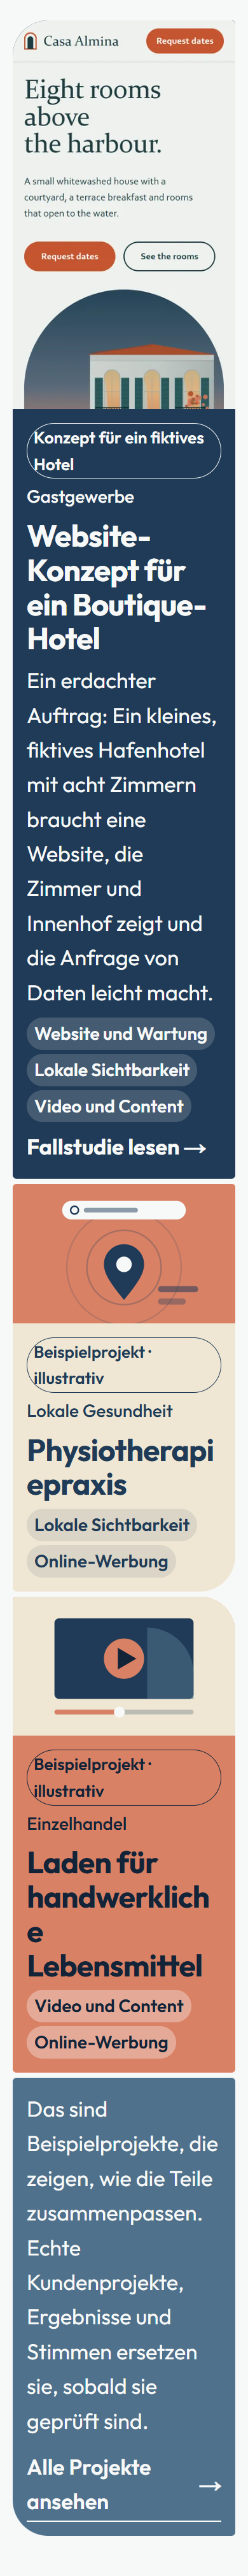 Casa Almina
Request dates
Eight rooms
above
the harbour.
A small whitewashed house with a
courtyard, a terrace breakfast and rooms
that open to the water.
Request dates
See the rooms
Konzept für ein fiktives
Hotel
Gastgewerbe
Website-
Konzept für
ein Boutique-
Hotel
Ein erdachter
Auftrag: Ein kleines,
fiktives Hafenhotel
mit acht Zimmern
braucht eine
Website, die
Zimmer und
Innenhof zeigt und
die Anfrage von
Daten leicht macht.
Website und Wartung
Lokale Sichtbarkeit
Video und Content
Fallstudie lesen →
Beispielprojekt ·
illustrativ
Lokale Gesundheit
Physiotherapi
epraxis
Lokale Sichtbarkeit
Online-Werbung
Beispielprojekt ·
illustrativ
Einzelhandel
Laden für
handwerklich
e
Lebensmittel
Video und Content
Online-Werbung
Das sind
Beispielprojekte, die
zeigen, wie die Teile
zusammenpassen.
Echte
Kundenprojekte,
Ergebnisse und
Stimmen ersetzen
sie, sobald sie
geprüft sind.
Alle Projekte
ansehen →